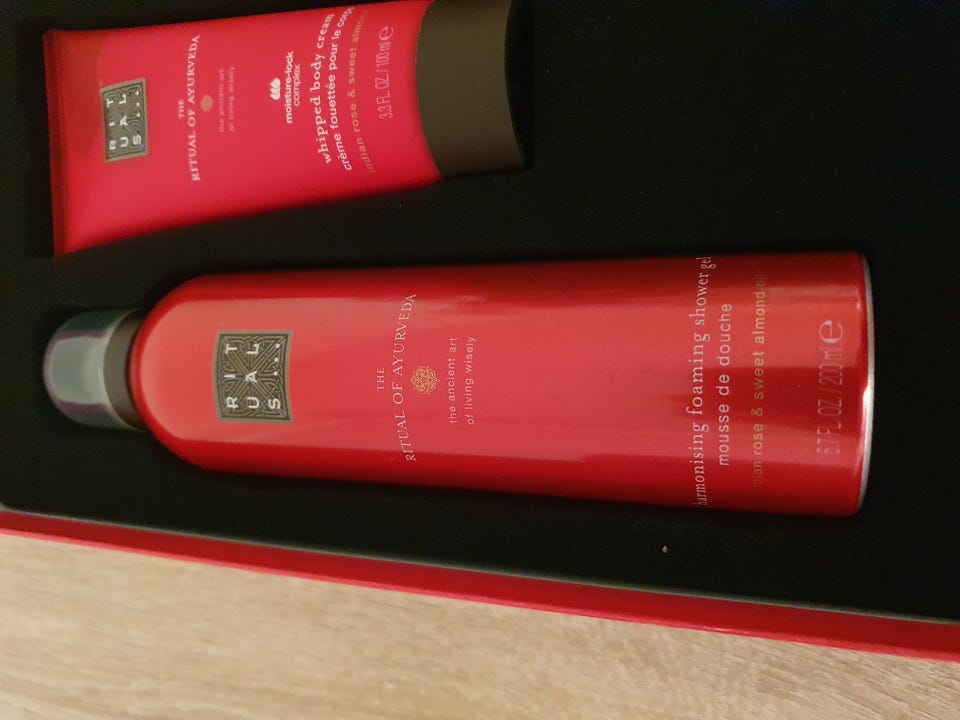 RIT
UAL
S...
THE
RITUAL OF AYURVEDA
the ancient art
of living wisely
moisture-lock
complex
whipped body cream
crème fouettée pour le corps
indian rose & sweet almond
3.3 FL.OZ / 100 ml ℮
RIT
UAL
S...
THE
RITUAL OF AYURVEDA
the ancient art
of living wisely
harmonising foaming shower gel
mousse de douche
indian rose & sweet almond oil
6.7 FL. OZ / 200 ml ℮